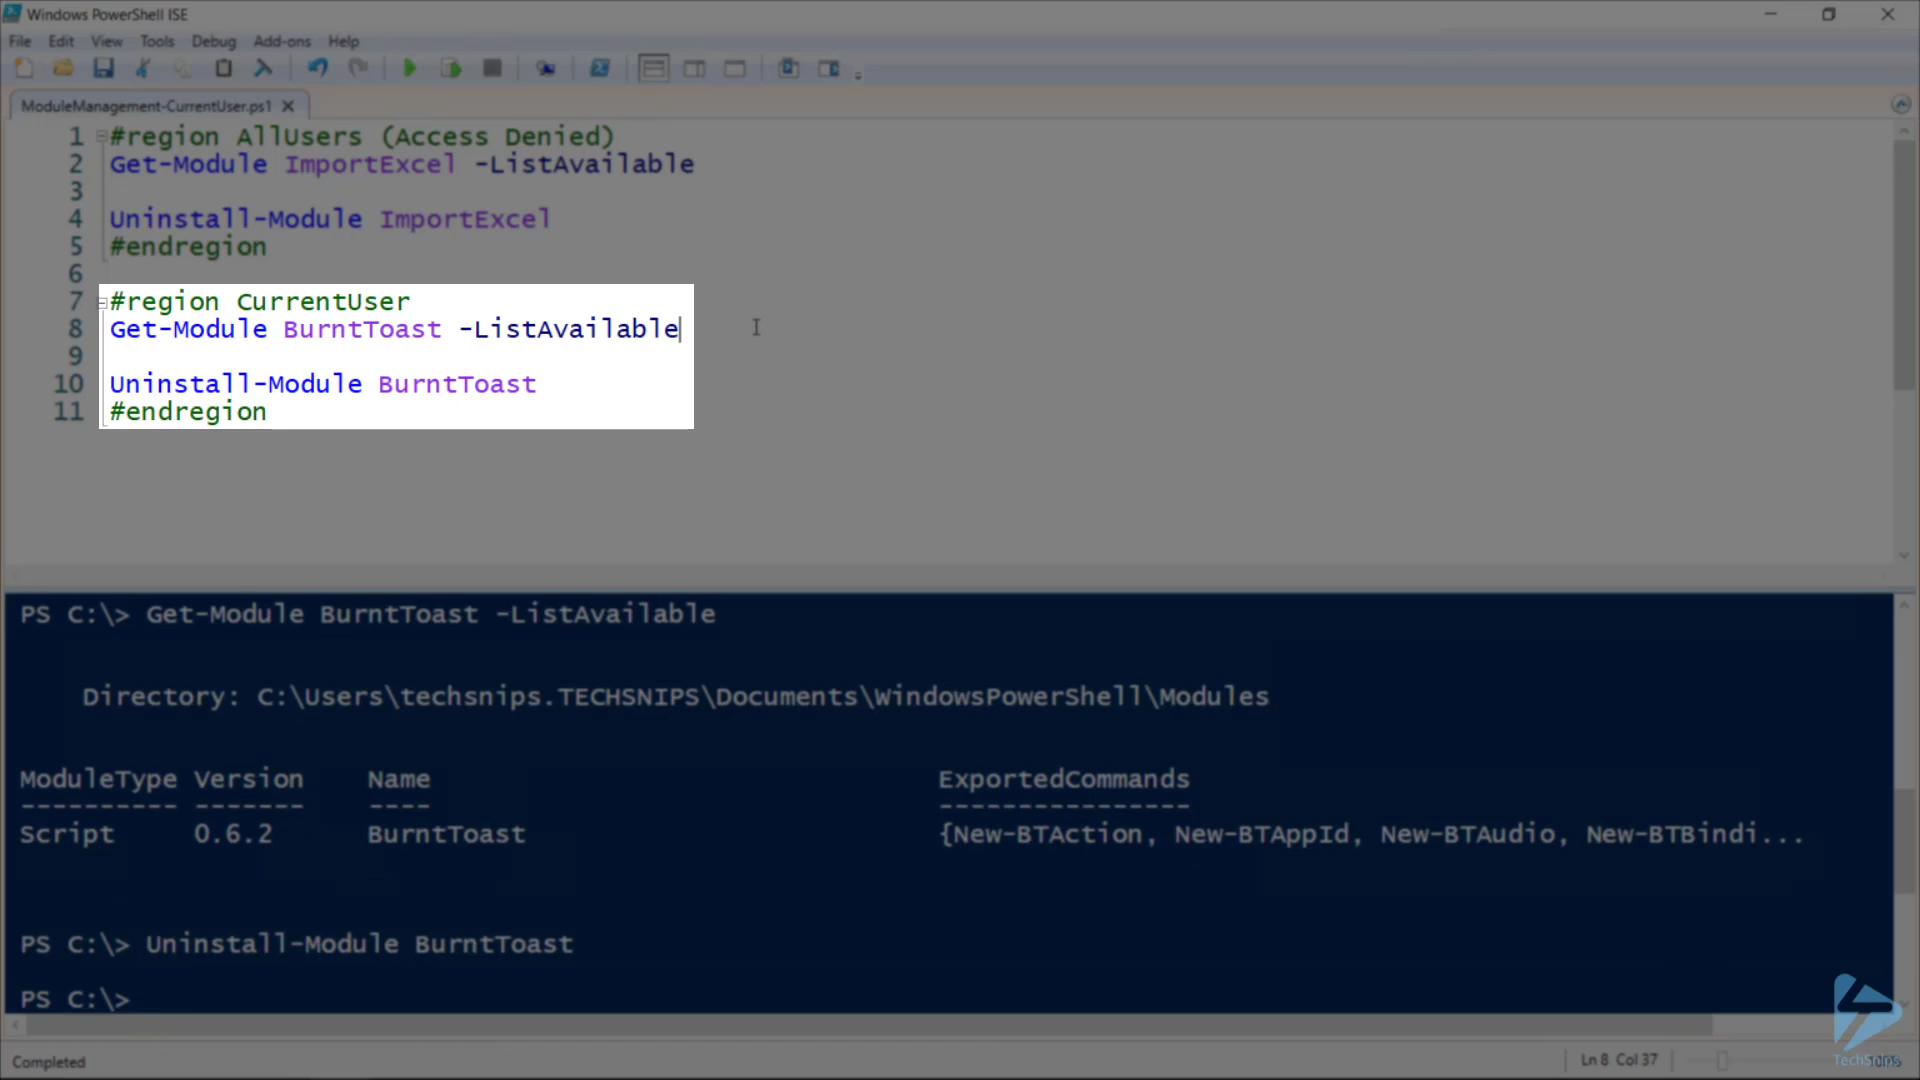 Windows PowerShell ISE
File Edit View Tools Debug Add-ons Help
ModuleManagement-CurrentUser.ps1
1 #region AllUsers (Access Denied)
2 Get-Module ImportExcel -ListAvailable
3
4 Uninstall-Module ImportExcel
5 #endregion
6
7 #region CurrentUser
8 Get-Module BurntToast -ListAvailable
9
10 Uninstall-Module BurntToast
11 #endregion
PS C:\> Get-Module BurntToast -ListAvailable
Directory: C:\Users\techsnips.TECHSNIPS\Documents\WindowsPowerShell\Modules
ModuleType Version Name ExportedCommands
---------- ------- ---- ----------------
Script 0.6.2 BurntToast {New-BTAction, New-BTAppId, New-BTAudio, New-BTBindi...
PS C:\> Uninstall-Module BurntToast
PS C:\>
Completed
Ln 8 Col 37
TechSnips